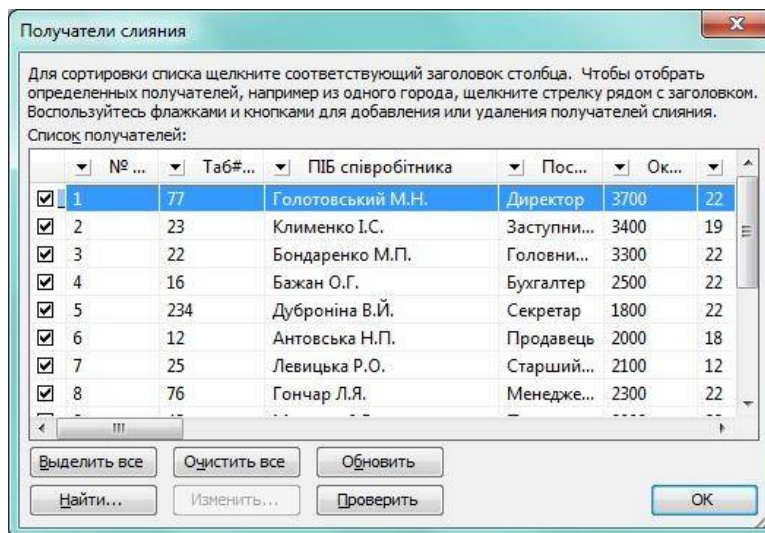 Получатели слияния
Для сортировки списка щелкните соответствующий заголовок столбца. Чтобы отобрать
определенных получателей, например из одного города, щелкните стрелку рядом с заголовком.
Воспользуйтесь флажками и кнопками для добавления или удаления получателей слияния.
Список получателей:
№ ... Таб#... ПІБ співробітника Пос... Ок...
1 77 Голотовський М.Н. Директор 3700 22
2 23 Клименко І.С. Заступни... 3400 19
3 22 Бондаренко М.П. Головни... 3300 22
4 16 Бажан О.Г. Бухгалтер 2500 22
5 234 Дуброніна В.Й. Секретар 1800 22
6 12 Антовська Н.П. Продавець 2000 18
7 25 Левицька Р.О. Старший... 2100 12
8 76 Гончар Л.Я. Менедже... 2300 22
Выделить все Очистить все Обновить
Найти... Изменить... Проверить OK